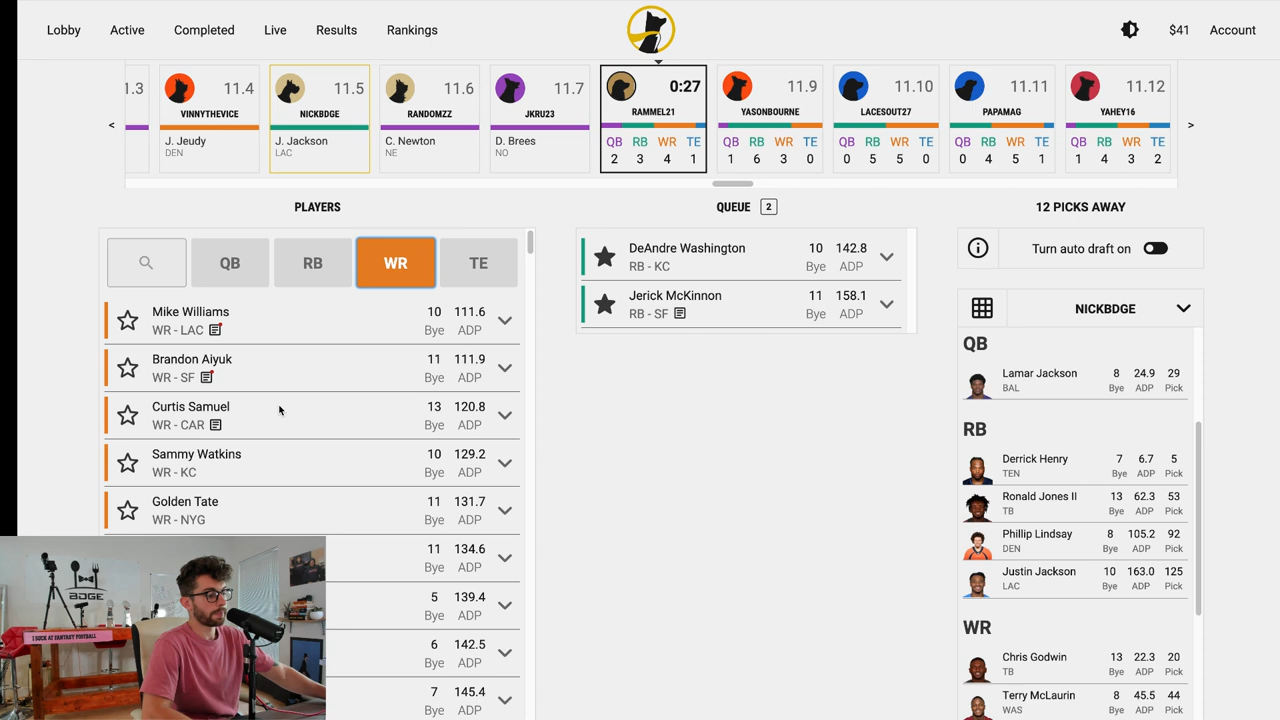 Lobby Active Completed Live Results Rankings $41 Account
1.3
11.4
VINNYTHEVICE
J. Jeudy
DEN
11.5
NICKBDGE
J. Jackson
LAC
11.6
RANDOMZZ
C. Newton
NE
11.7
JKRU23
D. Brees
NO
0:27
RAMMEL21
QB RB WR TE
2 3 4 1
11.9
YASONBOURNE
QB RB WR TE
1 6 3 0
11.10
LACESOUT27
QB RB WR TE
0 5 5 0
11.11
PAPAMAG
QB RB WR TE
0 4 5 1
11.12
YAHEY16
QB RB WR TE
1 4 3 2
< >
PLAYERS
QB RB WR TE
Mike Williams 10 111.6
WR - LAC Bye ADP
Brandon Aiyuk 11 111.9
WR - SF Bye ADP
Curtis Samuel 13 120.8
WR - CAR Bye ADP
Sammy Watkins 10 129.2
WR - KC Bye ADP
Golden Tate 11 131.7
WR - NYG Bye ADP
11 134.6
Bye ADP
5 139.4
Bye ADP
6 142.5
Bye ADP
7 145.4
Bye ADP
QUEUE 2
DeAndre Washington 10 142.8
RB - KC Bye ADP
Jerick McKinnon 11 158.1
RB - SF Bye ADP
12 PICKS AWAY
Turn auto draft on
NICKBDGE
QB
Lamar Jackson 8 24.9 29
BAL Bye ADP Pick
RB
Derrick Henry 7 6.7 5
TEN Bye ADP Pick
Ronald Jones II 13 62.3 53
TB Bye ADP Pick
Phillip Lindsay 8 105.2 92
DEN Bye ADP Pick
Justin Jackson 10 163.0 125
LAC Bye ADP Pick
WR
Chris Godwin 13 22.3 20
TB Bye ADP Pick
Terry McLaurin 8 45.5 44
WAS Bye ADP Pick
BDGE
I SUCK AT FANTASY FOOTBALL